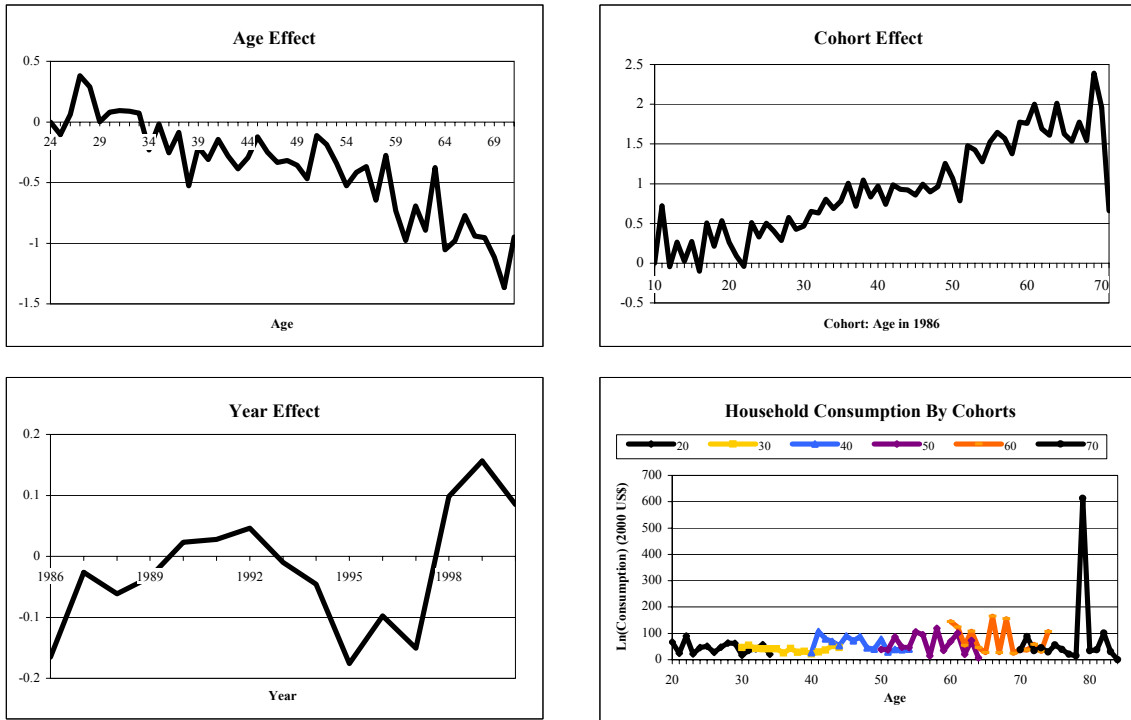 Age Effect
0.5
0
-0.5
-1
-1.5
24 29 34 39 44 49 54 59 64 69
Age
Cohort Effect
2.5
2
1.5
1
0.5
0
-0.5
10 20 30 40 50 60 70
Cohort: Age in 1986
Year Effect
0.2
0.1
0
-0.1
-0.2
1986 1989 1992 1995 1998
Year
Household Consumption By Cohorts
20 30 40 50 60 70
Ln(Consumption) (2000 US$)
700
600
500
400
300
200
100
0
20 30 40 50 60 70 80
Age